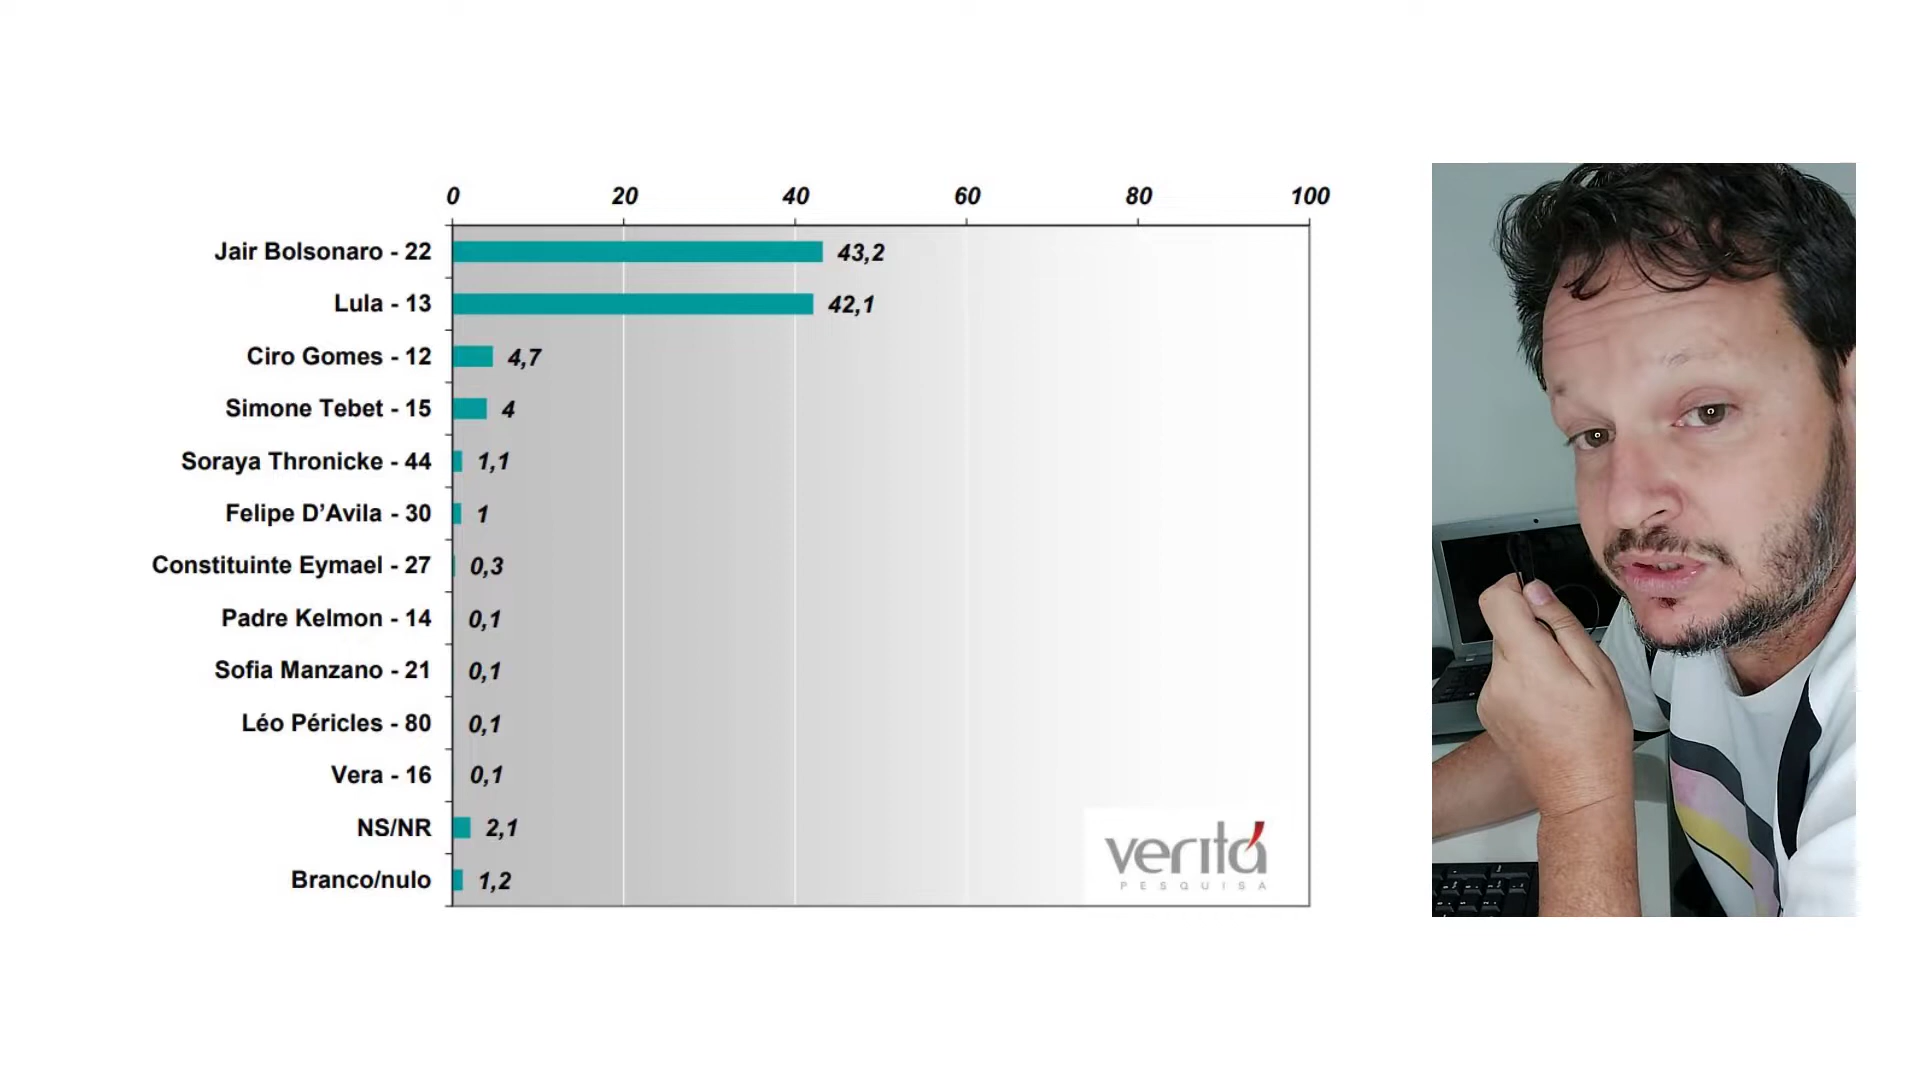 0 20 40 60 80 100
Jair Bolsonaro - 22 43,2
Lula - 13 42,1
Ciro Gomes - 12 4,7
Simone Tebet - 15 4
Soraya Thronicke - 44 1,1
Felipe D’Avila - 30 1
Constituinte Eymael - 27 0,3
Padre Kelmon - 14 0,1
Sofia Manzano - 21 0,1
Léo Péricles - 80 0,1
Vera - 16 0,1
NS/NR 2,1
Branco/nulo 1,2
veritá
PESQUISA